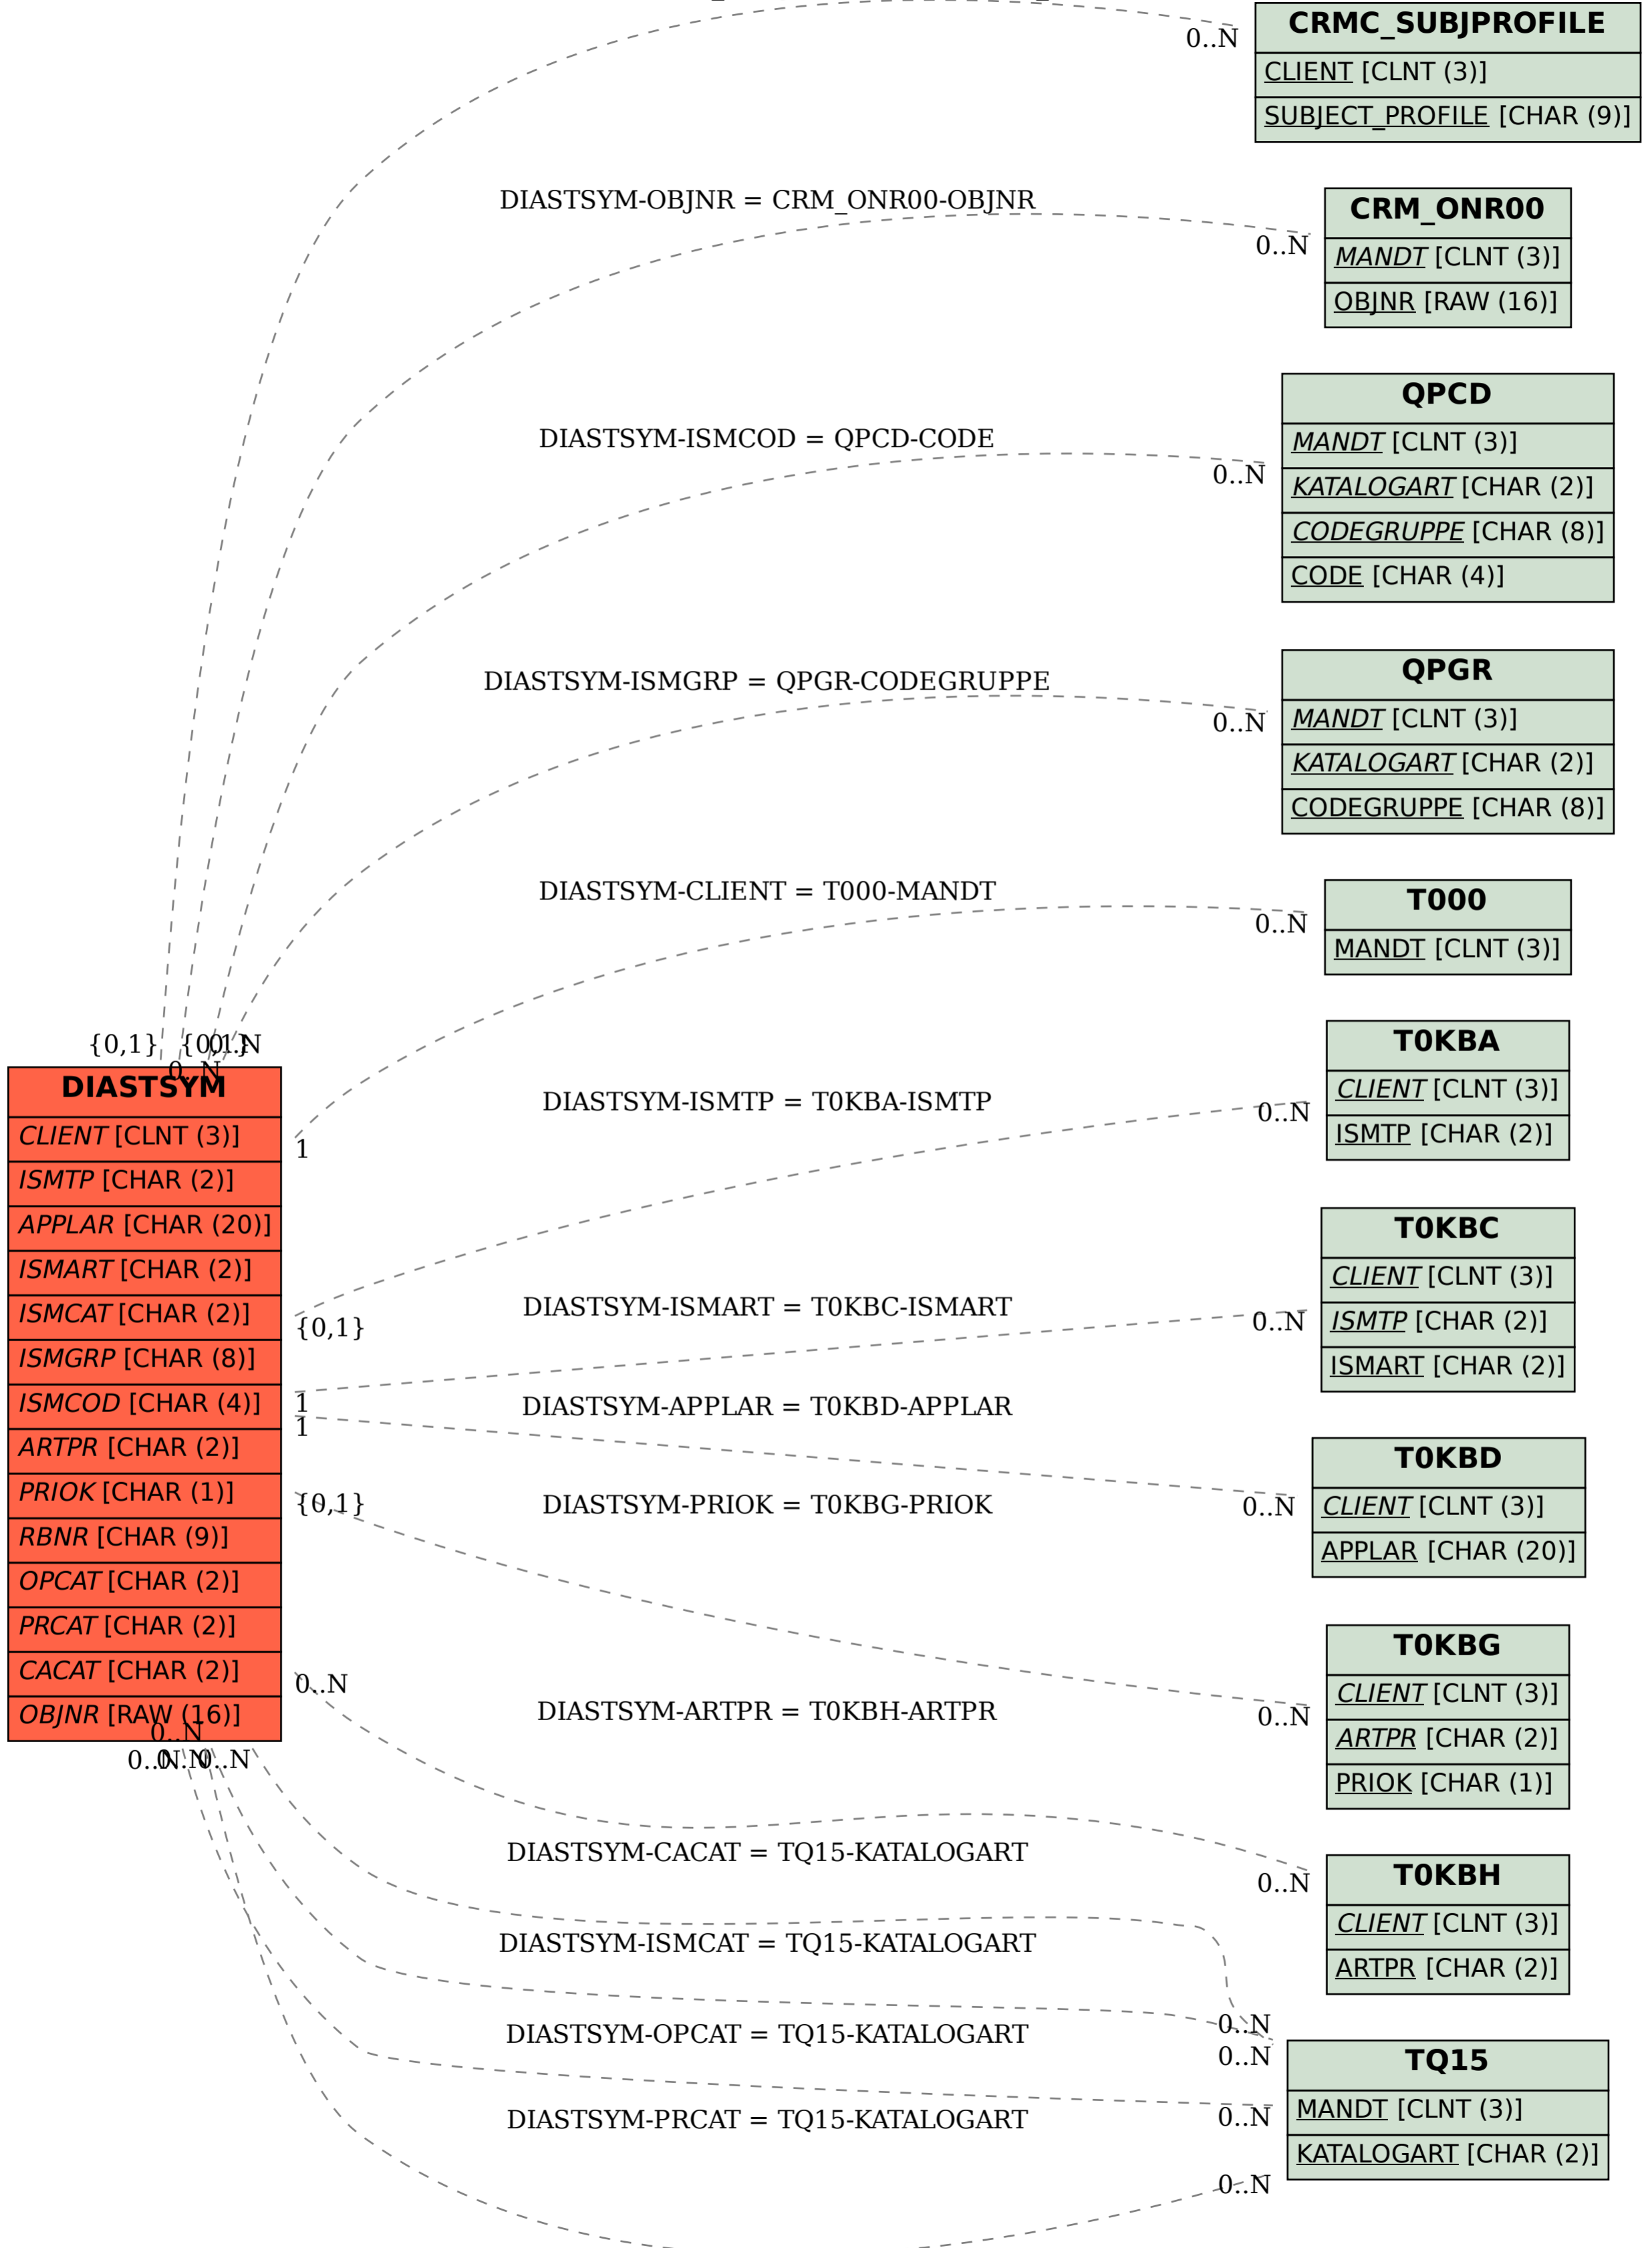 CRMC_SUBJPROFILE
0..N
CLIENT [CLNT (3)]
SUBJECT_PROFILE [CHAR (9)]
DIASTSYM-OBJNR = CRM_ONR00-OBJNR
CRM_ONR00
0..N
MANDT [CLNT (3)]
OBJNR [RAW (16)]
QPCD
DIASTSYM-ISMCOD = QPCD-CODE
MANDT [CLNT (3)]
0..N
KATALOGART [CHAR (2)]
CODEGRUPPE [CHAR (8)]
CODE [CHAR (4)]
QPGR
DIASTSYM-ISMGRP = QPGR-CODEGRUPPE
0..N
MANDT [CLNT (3)]
KATALOGART [CHAR (2)]
CODEGRUPPE [CHAR (8)]
DIASTSYM-CLIENT = T000-MANDT
T000
0..N
MANDT [CLNT (3)]
{0,1}
{0,1}
0..N
0..N
T0KBA
DIASTSYM
CLIENT [CLNT (3)]
DIASTSYM-ISMTP = T0KBA-ISMTP
0..N
ISMTP [CHAR (2)]
CLIENT [CLNT (3)]
1
ISMTP [CHAR (2)]
APPLAR [CHAR (20)]
T0KBC
ISMART [CHAR (2)]
CLIENT [CLNT (3)]
ISMCAT [CHAR (2)]
{0,1}
DIASTSYM-ISMART = T0KBC-ISMART
0..N
ISMTP [CHAR (2)]
ISMGRP [CHAR (8)]
ISMART [CHAR (2)]
ISMCOD [CHAR (4)]
1
1
DIASTSYM-APPLAR = T0KBD-APPLAR
ARTPR [CHAR (2)]
T0KBD
PRIOK [CHAR (1)]
{0,1}
DIASTSYM-PRIOK = T0KBG-PRIOK
0..N
CLIENT [CLNT (3)]
RBNR [CHAR (9)]
APPLAR [CHAR (20)]
OPCAT [CHAR (2)]
PRCAT [CHAR (2)]
T0KBG
CACAT [CHAR (2)]
0..N
CLIENT [CLNT (3)]
OBJNR [RAW (16)]
DIASTSYM-ARTPR = T0KBH-ARTPR
0..N
ARTPR [CHAR (2)]
0..N
0..N
0..N
0..N
PRIOK [CHAR (1)]
DIASTSYM-CACAT = TQ15-KATALOGART
T0KBH
0..N
CLIENT [CLNT (3)]
DIASTSYM-ISMCAT = TQ15-KATALOGART
ARTPR [CHAR (2)]
0..N
DIASTSYM-OPCAT = TQ15-KATALOGART
0..N
TQ15
MANDT [CLNT (3)]
DIASTSYM-PRCAT = TQ15-KATALOGART
0..N
KATALOGART [CHAR (2)]
0..N